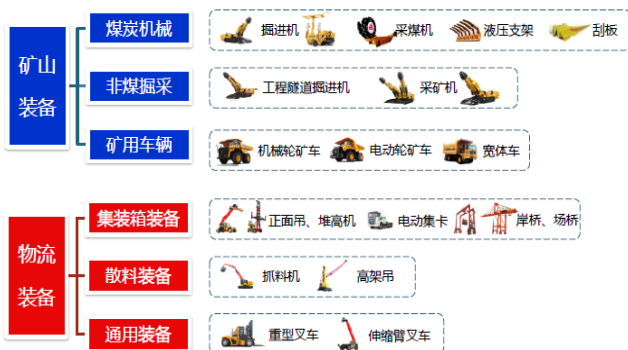 矿山
装备
煤炭机械
掘进机
采煤机
液压支架
刮板
非煤掘采
工程隧道掘进机
采矿机
矿用车辆
机械轮矿车
电动轮矿车
宽体车
物流
装备
集装箱装备
正面吊、堆高机
电动集卡
岸桥、场桥
散料装备
抓料机
高架吊
通用装备
重型叉车
伸缩臂叉车